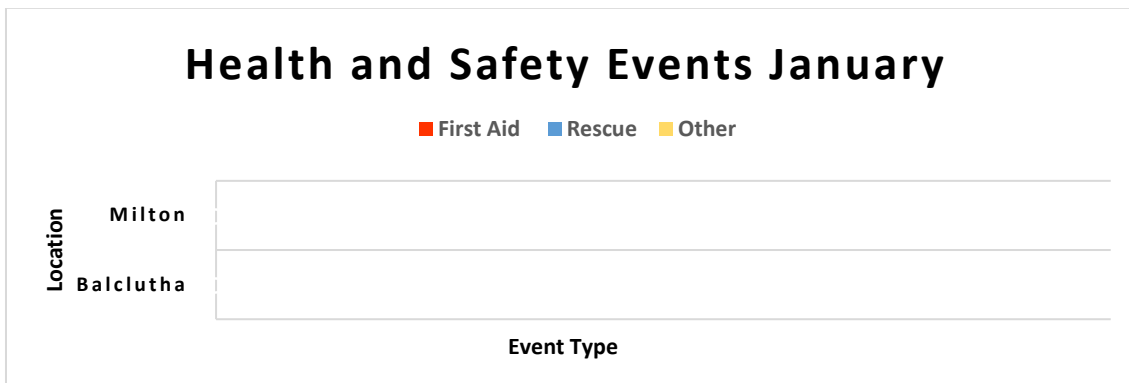 Health and Safety Events January
First Aid Rescue Other
Location
Milton
Balclutha
Event Type